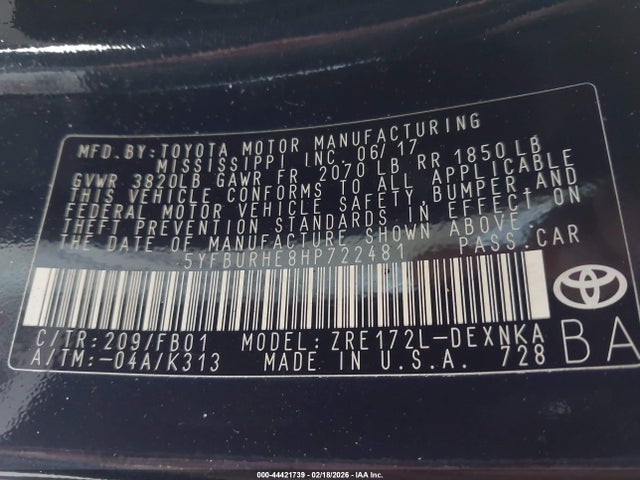 MFD.BY:TOYOTA MOTOR MANUFACTURING
MISSISSIPPI INC. 06/17
GVWR 3820LB GAWR FR 2070 LB RR 1850 LB
THIS VEHICLE CONFORMS TO ALL APPLICABLE
FEDERAL MOTOR VEHICLE SAFETY,BUMPER,AND
THEFT PREVENTION STANDARDS IN EFFECT ON
THE DATE OF MANUFACTURE SHOWN ABOVE.
5YFBURHE8HP722481 PASS.CAR
C/TR:209/FB01 MODEL:ZRE172L-DEXNKA
A/TM:-04A/K313 MADE IN U.S.A. 728
BA
000-44421739 - 02/18/2026 - IAA Inc.